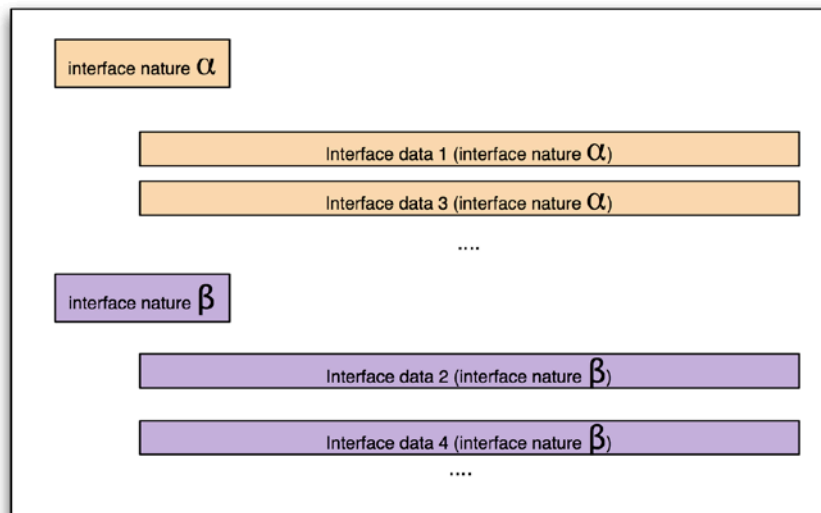 interface nature α
Interface data 1 (interface nature α)
Interface data 3 (interface nature α)
....
interface nature β
Interface data 2 (interface nature β)
Interface data 4 (interface nature β)
....